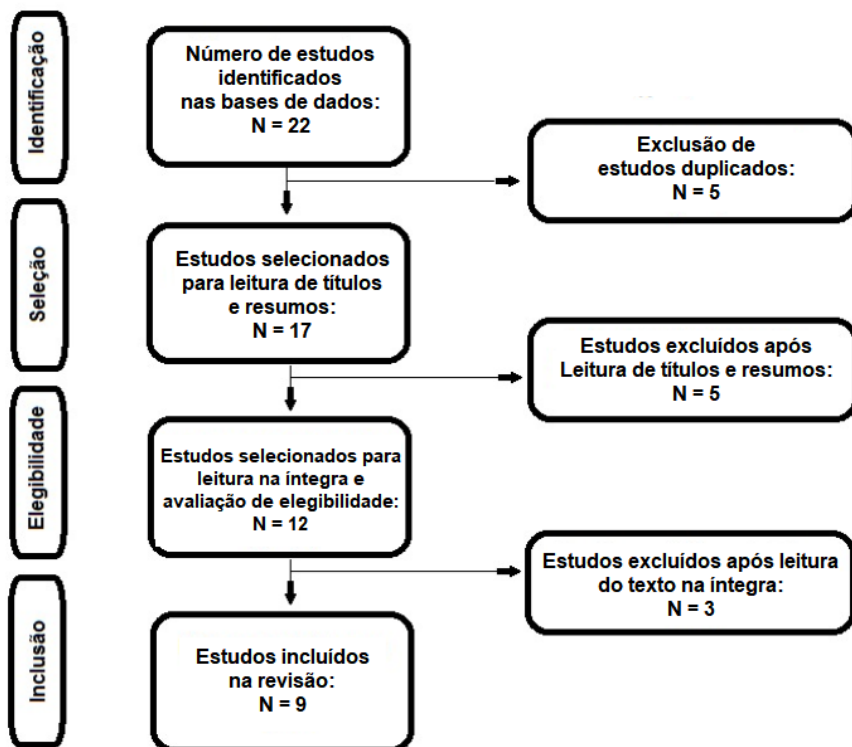 Identificação
Número de estudos
identificados
nas bases de dados:
N = 22
Exclusão de
estudos duplicados:
N = 5
Seleção
Estudos selecionados
para leitura de títulos
e resumos:
N = 17
Estudos excluídos após
Leitura de títulos e resumos:
N = 5
Elegibilidade
Estudos selecionados para
leitura na íntegra e
avaliação de elegibilidade:
N = 12
Estudos excluídos após leitura
do texto na íntegra:
N = 3
Inclusão
Estudos incluídos
na revisão:
N = 9